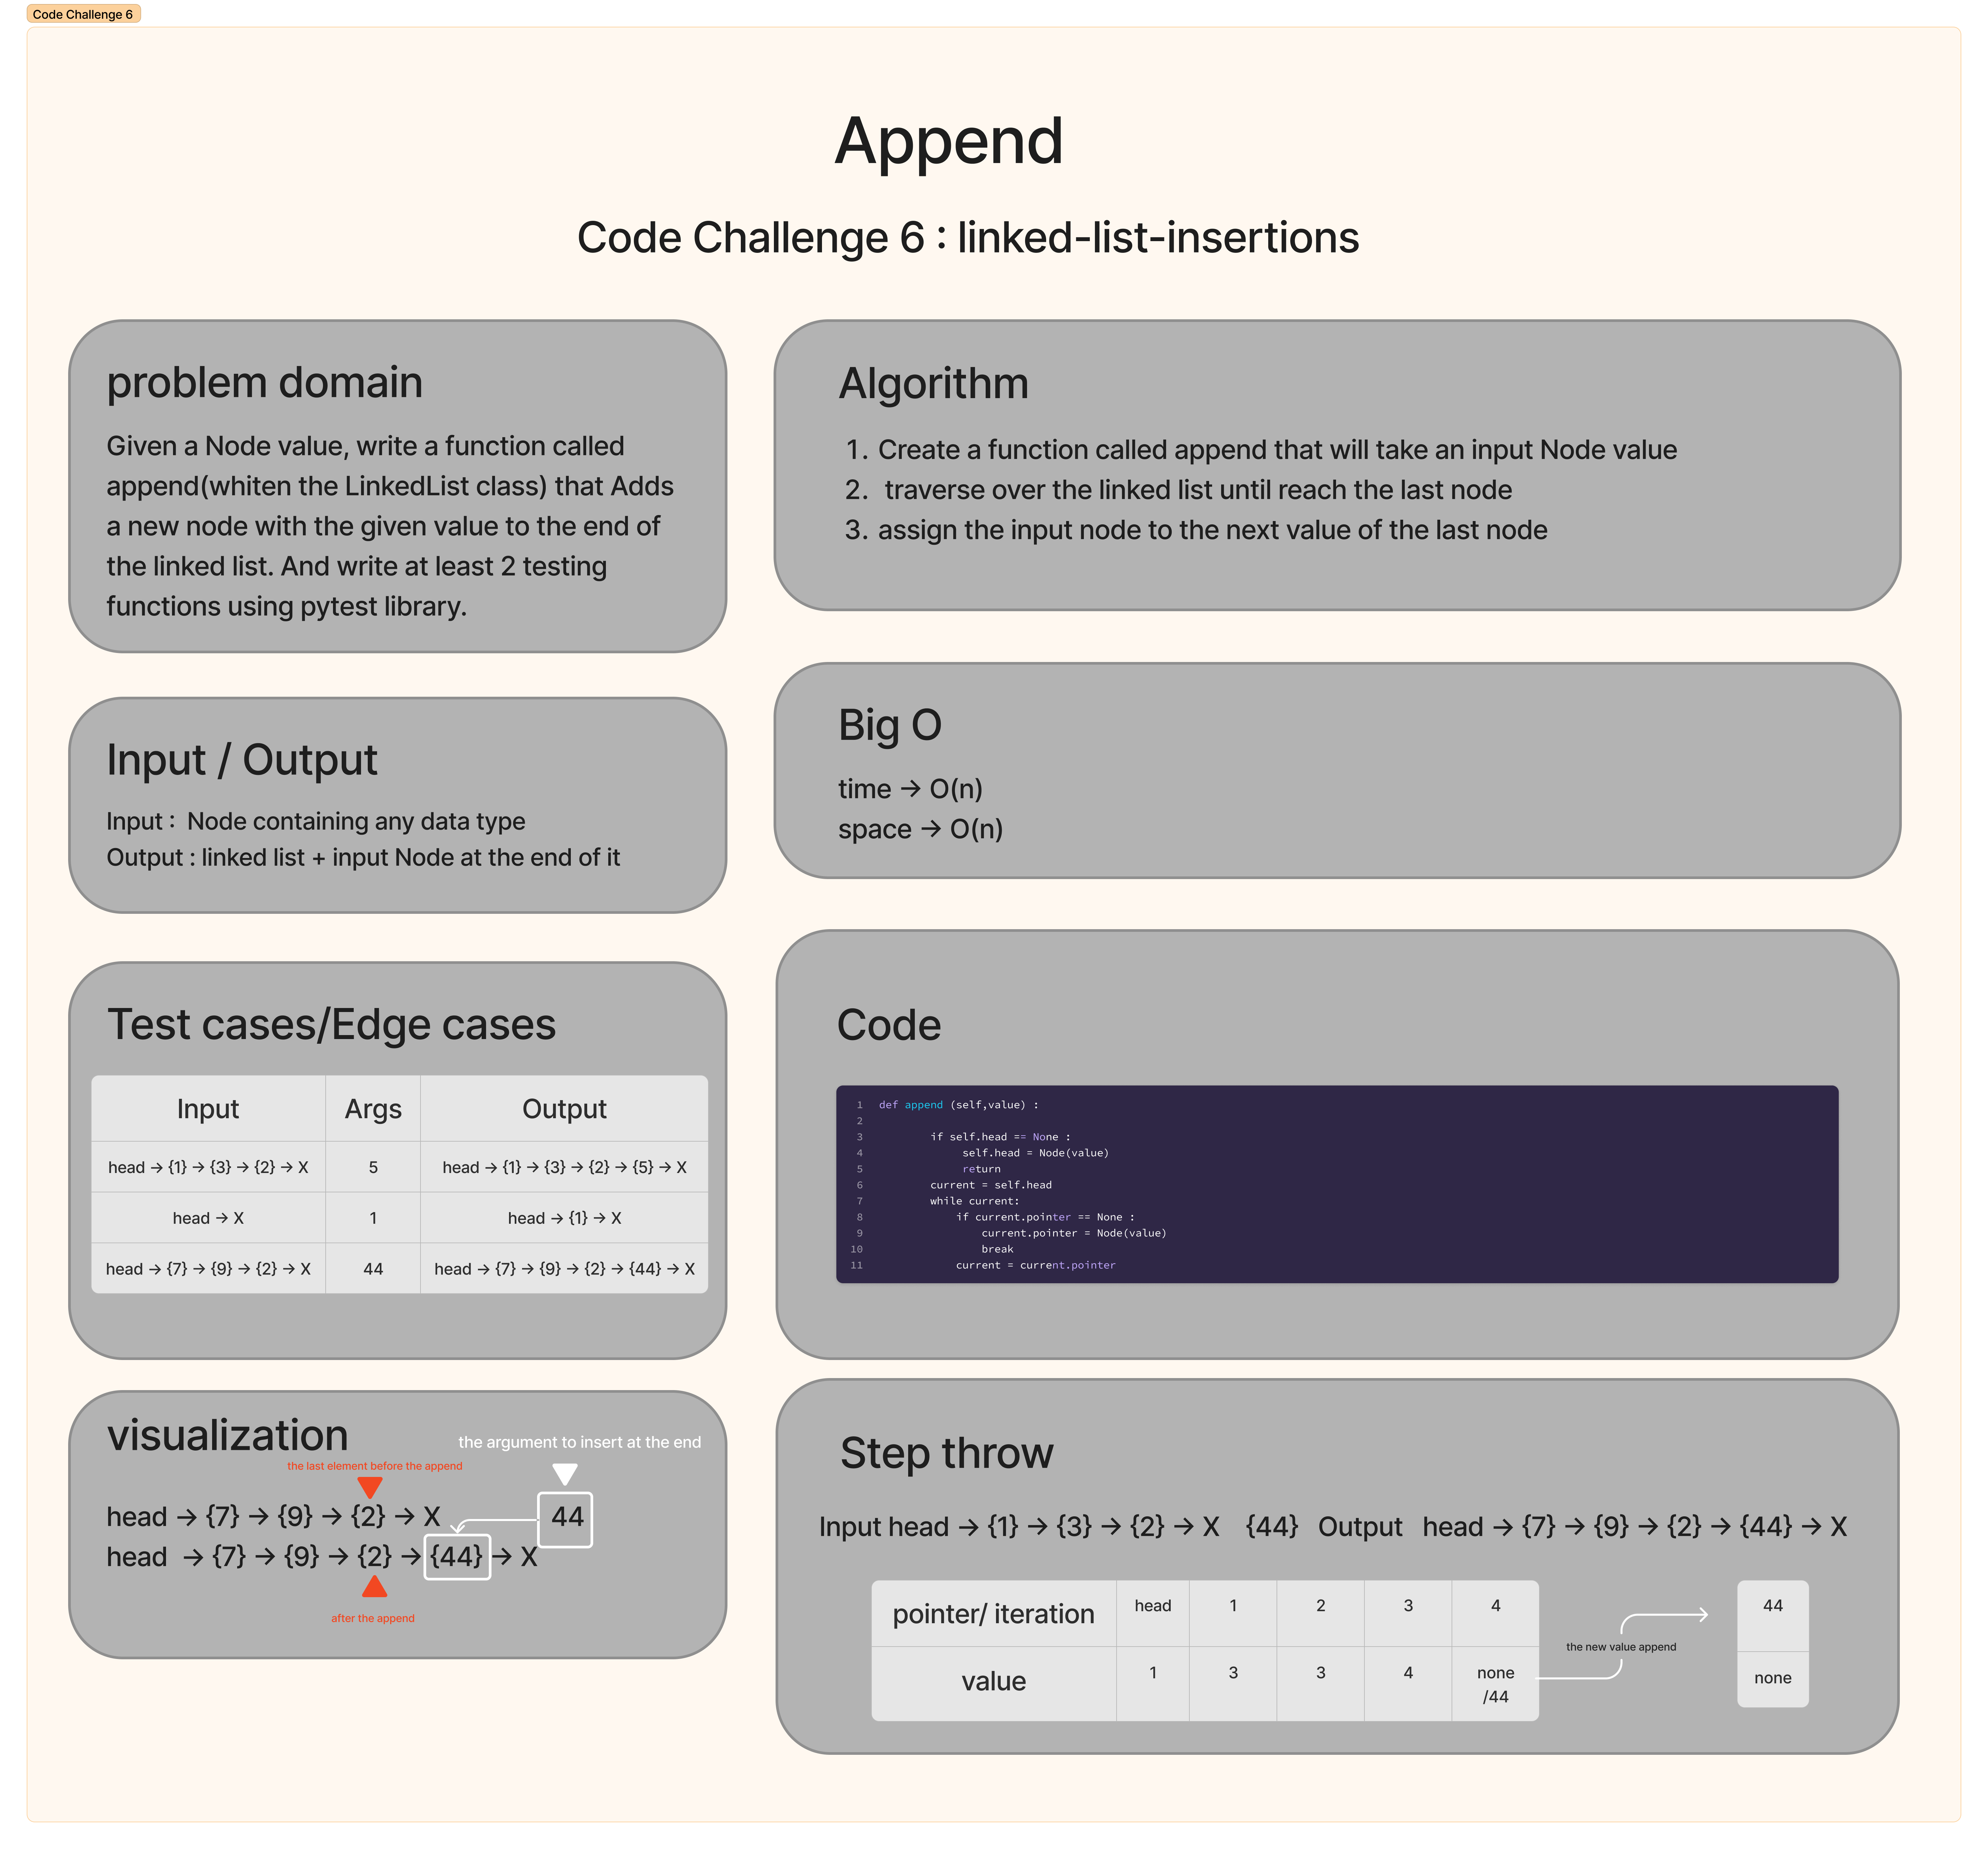 Code Challenge 6
Append
Code Challenge 6 : linked-list-insertions
problem domain
Given a Node value, write a function called
append(whiten the LinkedList class) that Adds
a new node with the given value to the end of
the linked list. And write at least 2 testing
functions using pytest library.
Input / Output
Input :  Node containing any data type
Output : linked list + input Node at the end of it
Test cases/Edge cases
Input Args Output
head → {1} → {3} → {2} → X 5 head → {1} → {3} → {2} → {5} → X
head → X 1 head → {1} → X
head → {7} → {9} → {2} → X 44 head → {7} → {9} → {2} → {44} → X
visualization
the argument to insert at the end
the last element before the append
head → {7} → {9} → {2} → X 44
head → {7} → {9} → {2} → {44} → X
after the append
Algorithm
1. Create a function called append that will take an input Node value
2. traverse over the linked list until reach the last node
3. assign the input node to the next value of the last node
Big O
time → O(n)
space → O(n)
Code
1 def append (self,value) :
2
3 if self.head == None :
4 self.head = Node(value)
5 return
6 current = self.head
7 while current:
8 if current.pointer == None :
9 current.pointer = Node(value)
10 break
11 current = current.pointer
Step throw
Input head → {1} → {3} → {2} → X {44} Output head → {7} → {9} → {2} → {44} → X
pointer/ iteration head 1 2 3 4
value 1 3 3 4 none
/44
the new value append
44
none